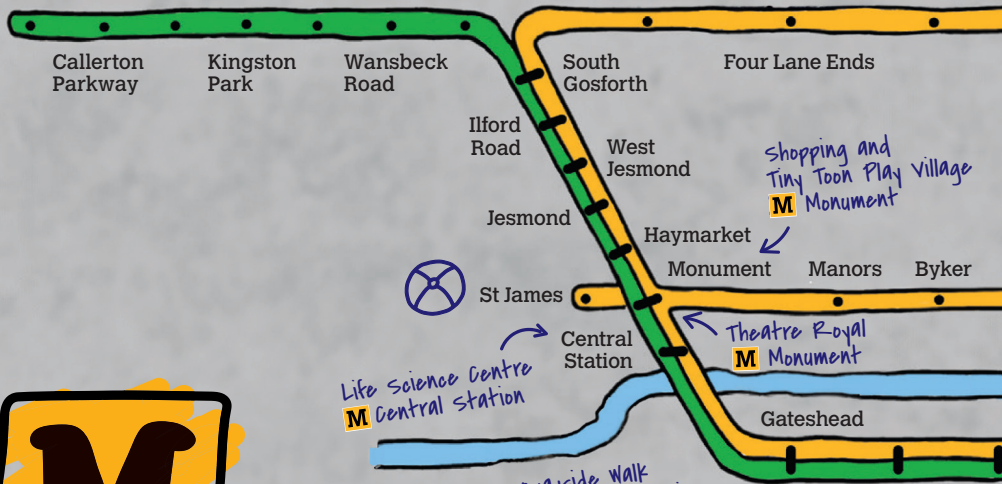 Callerton
Parkway
Kingston
Park
Wansbeck
Road
South
Gosforth
Four Lane Ends
Ilford
Road
West
Jesmond
Shopping and
Tiny Toon Play Village
M Monument
Jesmond
Haymarket
Monument
Manors
Byker
St James
Central
Station
Theatre Royal
M Monument
Life Science Centre
M Central Station
Gateshead
M
side Walk